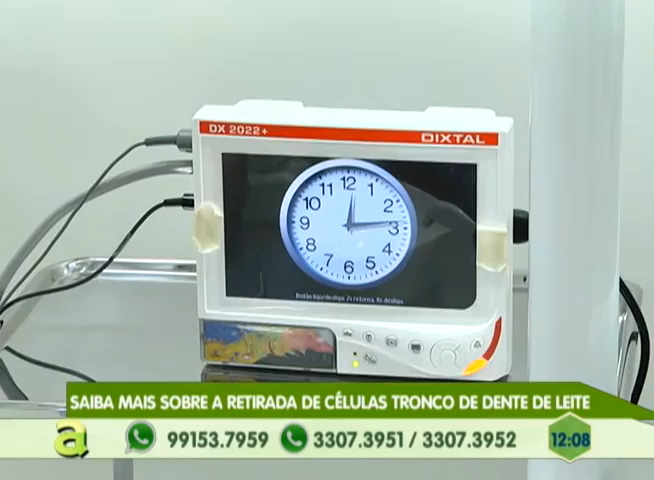 DX 2022+ DIXTAL
12
11 1
10 2
9 3
8 4
7 5
6
SAIBA MAIS SOBRE A RETIRADA DE CÉLULAS TRONCO DE DENTE DE LEITE
a 99153.7959 3307.3951 / 3307.3952 12:08